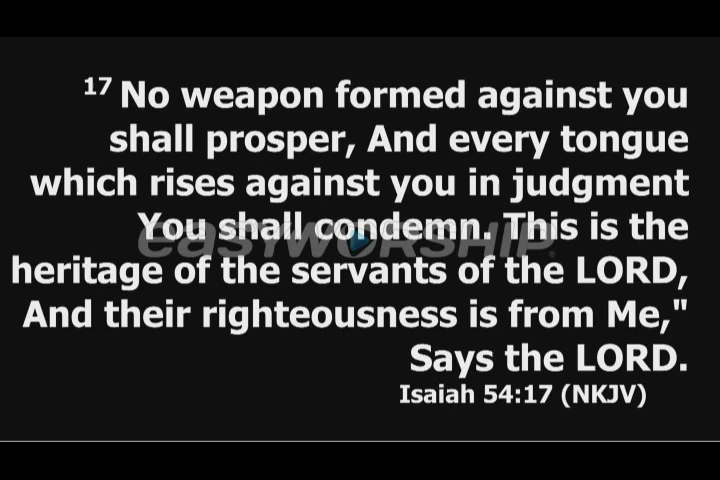 17 No weapon formed against you
shall prosper, And every tongue
which rises against you in judgment
You shall condemn. This is the
heritage of the servants of the LORD,
And their righteousness is from Me,"
Says the LORD.
Isaiah 54:17 (NKJV)
EASYWORSHIP